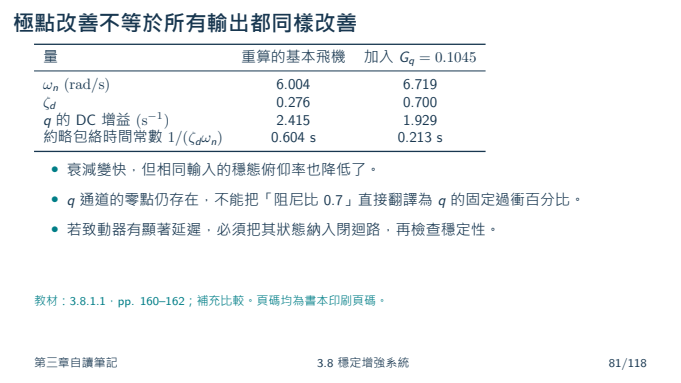 極點改善不等於所有輸出都同樣改善
量 重算的基本飛機 加入 Gq = 0.1045
ωn (rad/s) 6.004 6.719
ζd 0.276 0.700
q 的 DC 增益 (s⁻¹) 2.415 1.929
約略包絡時間常數 1/(ζdωn) 0.604 s 0.213 s
• 衰減變快，但相同輸入的穩態俯仰率也降低了。
• q 通道的零點仍存在，不能把「阻尼比 0.7」直接翻譯為 q 的固定過衝百分比。
• 若致動器有顯著延遲，必須把其狀態納入閉迴路，再檢查穩定性。
教材：3.8.1.1，pp. 160–162；補充比較。頁碼均為書本印刷頁碼。
第三章自讀筆記 3.8 穩定增強系統 81/118